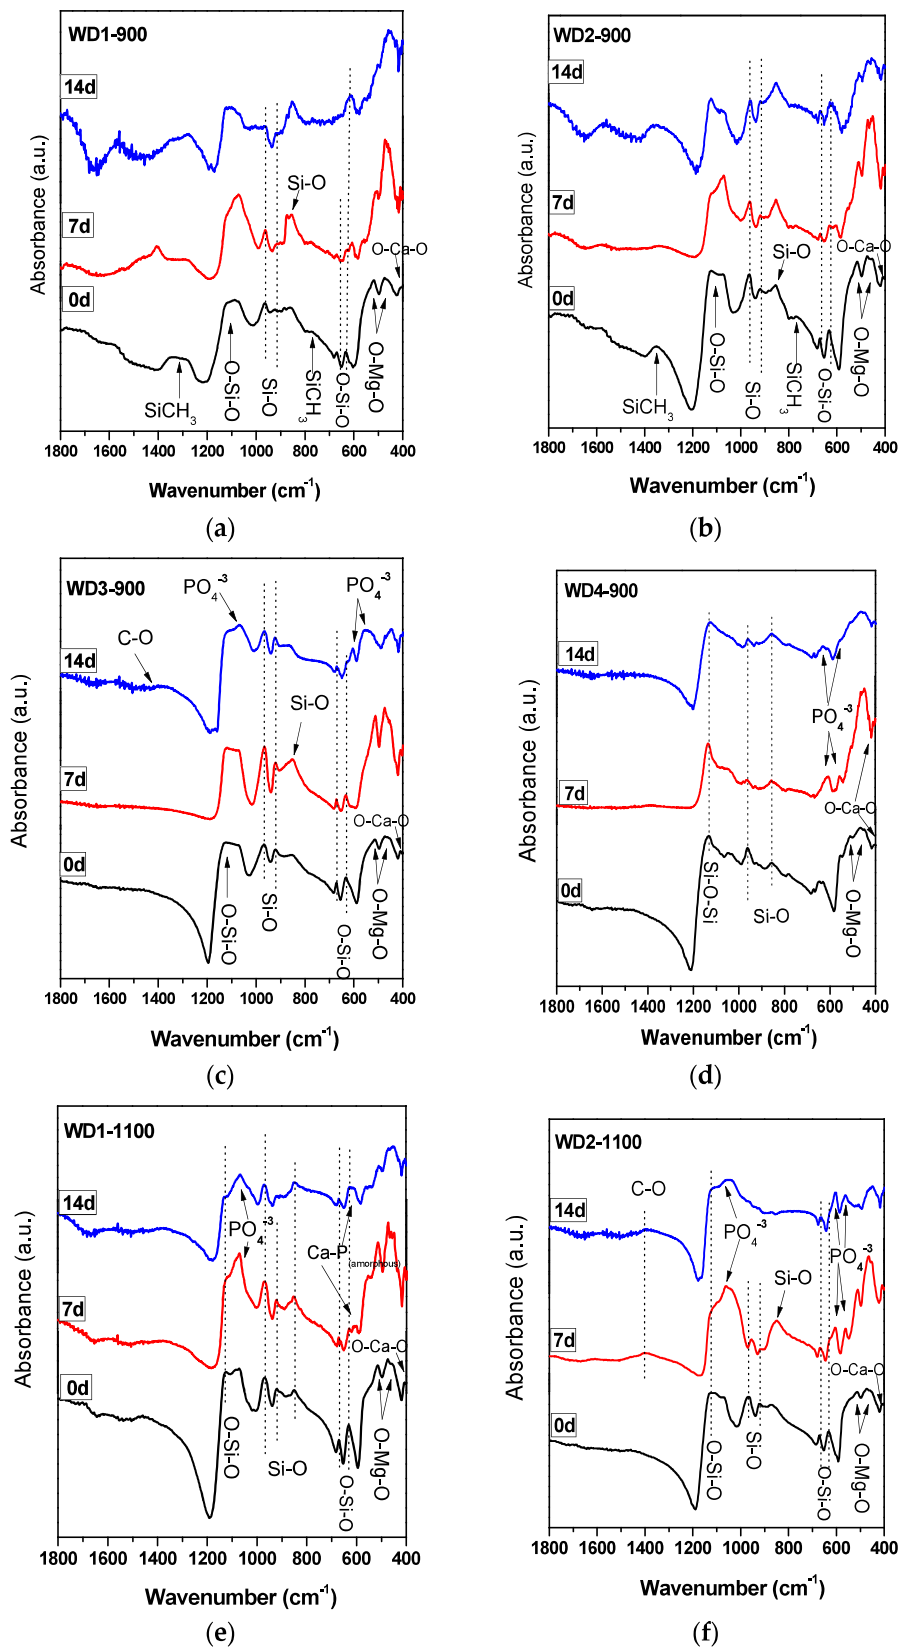 WD1-900
14d
7d
0d
Si-O
O-Ca-O
SiCH3
O-Si-O
Si-O
SiCH3
O-Si-O
O-Mg-O
Absorbance (a.u.)
1800 1600 1400 1200 1000 800 600 400
Wavenumber (cm-1)
(a)
WD2-900
14d
7d
0d
Si-O
O-Ca-O
SiCH3
O-Si-O
Si-O
SiCH3
O-Si-O
O-Mg-O
Absorbance (a.u.)
1800 1600 1400 1200 1000 800 600 400
Wavenumber (cm-1)
(b)
WD3-900
PO4-3
PO4-3
C-O
14d
Si-O
7d
O-Ca-O
0d
O-Si-O
Si-O
O-Si-O
O-Mg-O
Absorbance (a.u.)
1800 1600 1400 1200 1000 800 600 400
Wavenumber (cm-1)
(c)
WD4-900
14d
PO4-3
7d
O-Ca-O
0d
Si-O-Si
Si-O
O-Mg-O
Absorbance (a.u.)
1800 1600 1400 1200 1000 800 600 400
Wavenumber (cm-1)
(d)
WD1-1100
14d
PO4-3
Ca-P(amorphous)
7d
O-Ca-O
0d
O-Si-O
Si-O
O-Si-O
O-Mg-O
Absorbance (a.u.)
1800 1600 1400 1200 1000 800 600 400
Wavenumber (cm-1)
(e)
WD2-1100
C-O
14d
PO4-3
PO4-3
Si-O
7d
O-Ca-O
0d
O-Si-O
Si-O
O-Si-O
O-Mg-O
Absorbance (a.u.)
1800 1600 1400 1200 1000 800 600 400
Wavenumber (cm-1)
(f)